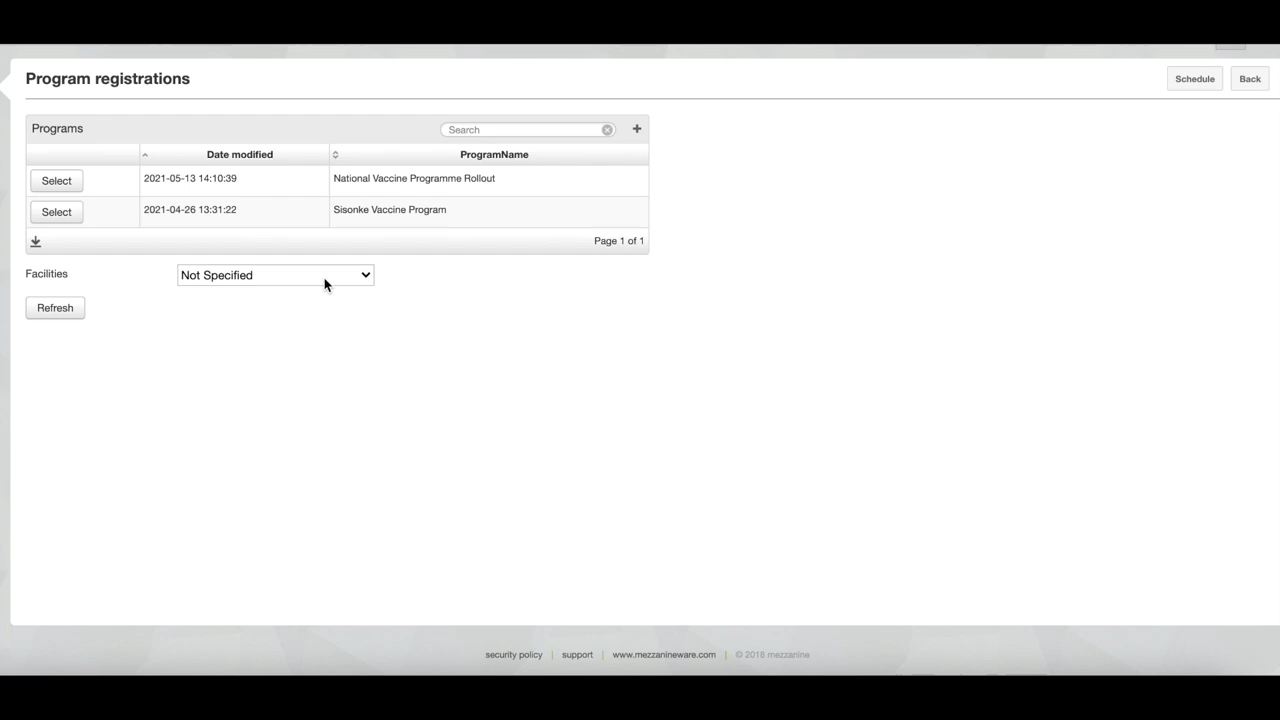 Program registrations
Schedule
Back
Programs
Search
Date modified
ProgramName
Select
2021-05-13 14:10:39
National Vaccine Programme Rollout
Select
2021-04-26 13:31:22
Sisonke Vaccine Program
Page 1 of 1
Facilities
Not Specified
Refresh
security policy | support | www.mezzanineware.com | © 2018 mezzanine